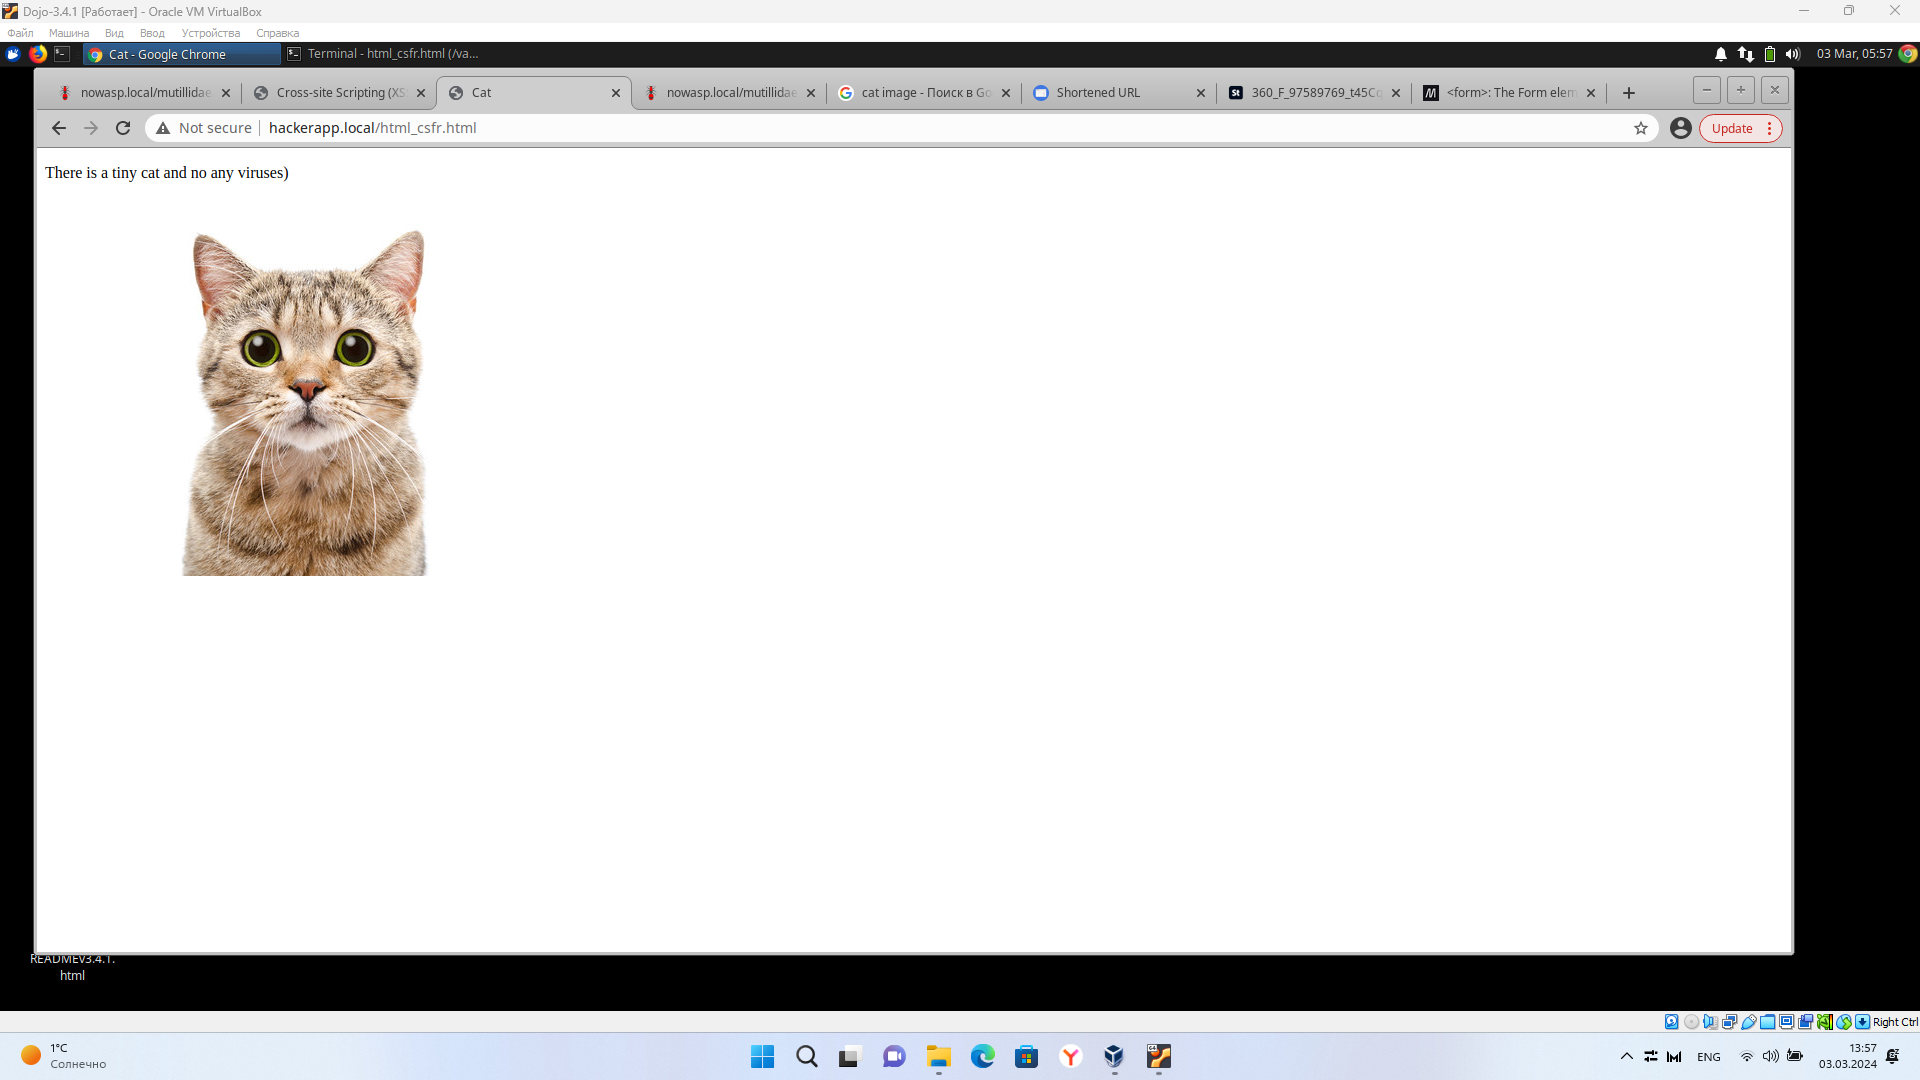 Dojo-3.4.1 [Работает] - Oracle VM VirtualBox
Файл Машина Вид Ввод Устройства Справка
Cat - Google Chrome Terminal - html_csfr.html (/va... 03 Mar, 05:57
nowasp.local/mutillidae Cross-site Scripting (XS Cat nowasp.local/mutillidae cat image - Поиск в Go Shortened URL 360_F_97589769_t45Cq <form>: The Form elem
Not secure hackerapp.local/html_csfr.html Update
There is a tiny cat and no any viruses)
READMEv3.4.1.
html
Right Ctrl
1°C
Солнечно
ENG
13:57
03.03.2024